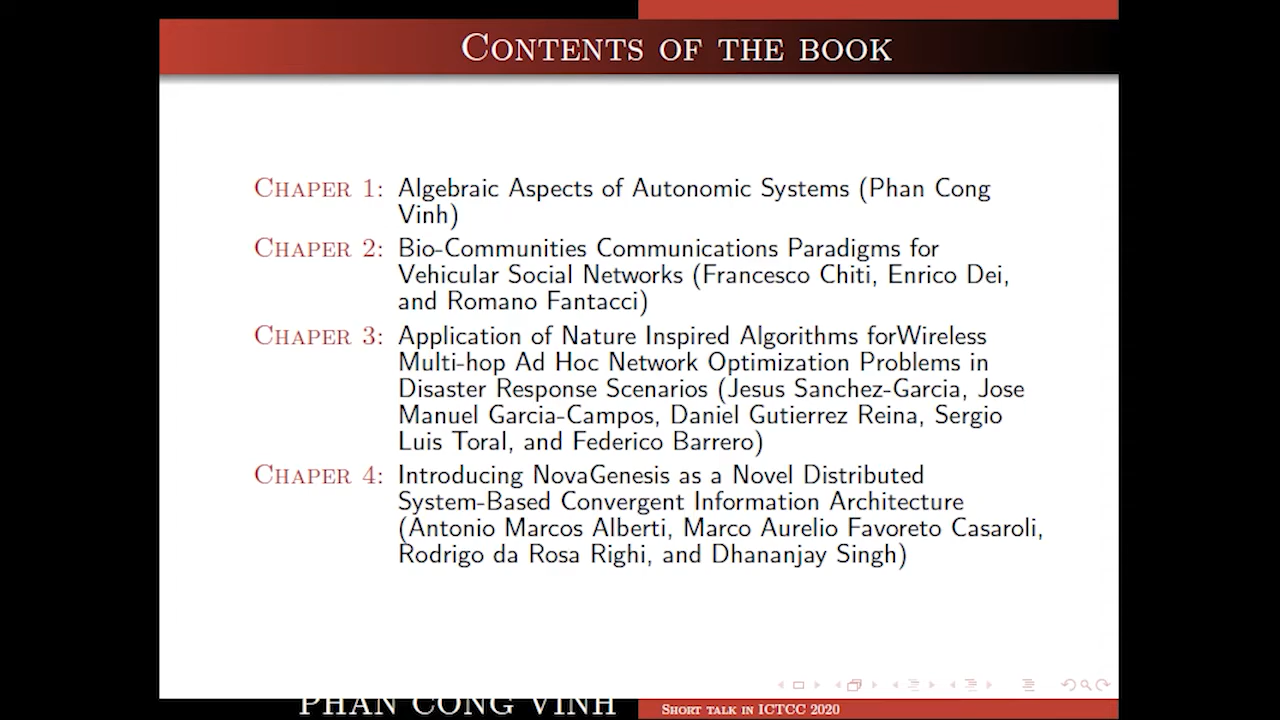 CONTENTS OF THE BOOK
CHAPER 1: Algebraic Aspects of Autonomic Systems (Phan Cong
Vinh)
CHAPER 2: Bio-Communities Communications Paradigms for
Vehicular Social Networks (Francesco Chiti, Enrico Dei,
and Romano Fantacci)
CHAPER 3: Application of Nature Inspired Algorithms forWireless
Multi-hop Ad Hoc Network Optimization Problems in
Disaster Response Scenarios (Jesus Sanchez-Garcia, Jose
Manuel Garcia-Campos, Daniel Gutierrez Reina, Sergio
Luis Toral, and Federico Barrero)
CHAPER 4: Introducing NovaGenesis as a Novel Distributed
System-Based Convergent Information Architecture
(Antonio Marcos Alberti, Marco Aurelio Favoreto Casaroli,
Rodrigo da Rosa Righi, and Dhananjay Singh)
PHAN CONG VINH
SHORT TALK IN ICTCC 2020